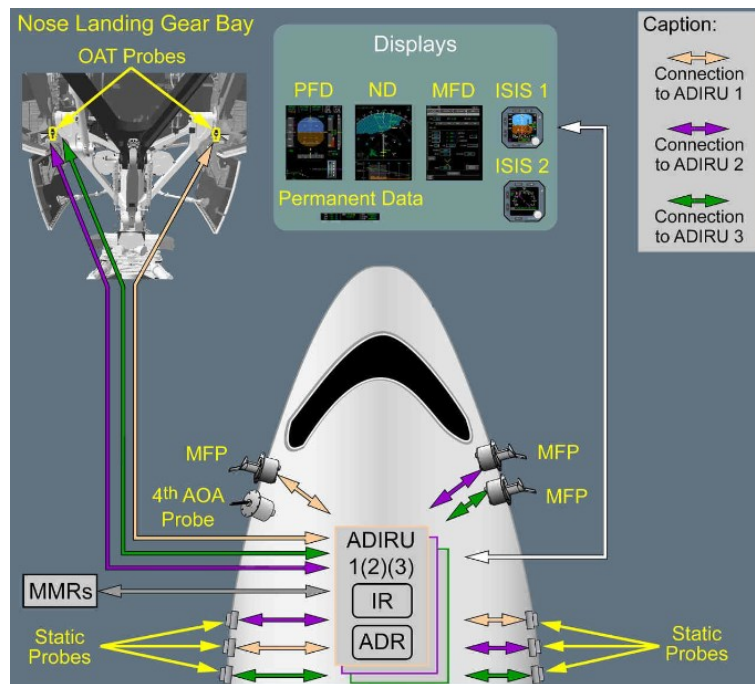 Nose Landing Gear Bay
OAT Probes
Displays
PFD
ND
MFD
ISIS 1
ISIS 2
Permanent Data
Caption:
Connection
to ADIRU 1
Connection
to ADIRU 2
Connection
to ADIRU 3
MFP
4th AOA
Probe
MFP
MFP
ADIRU
1(2)(3)
IR
ADR
MMRs
Static
Probes
Static
Probes